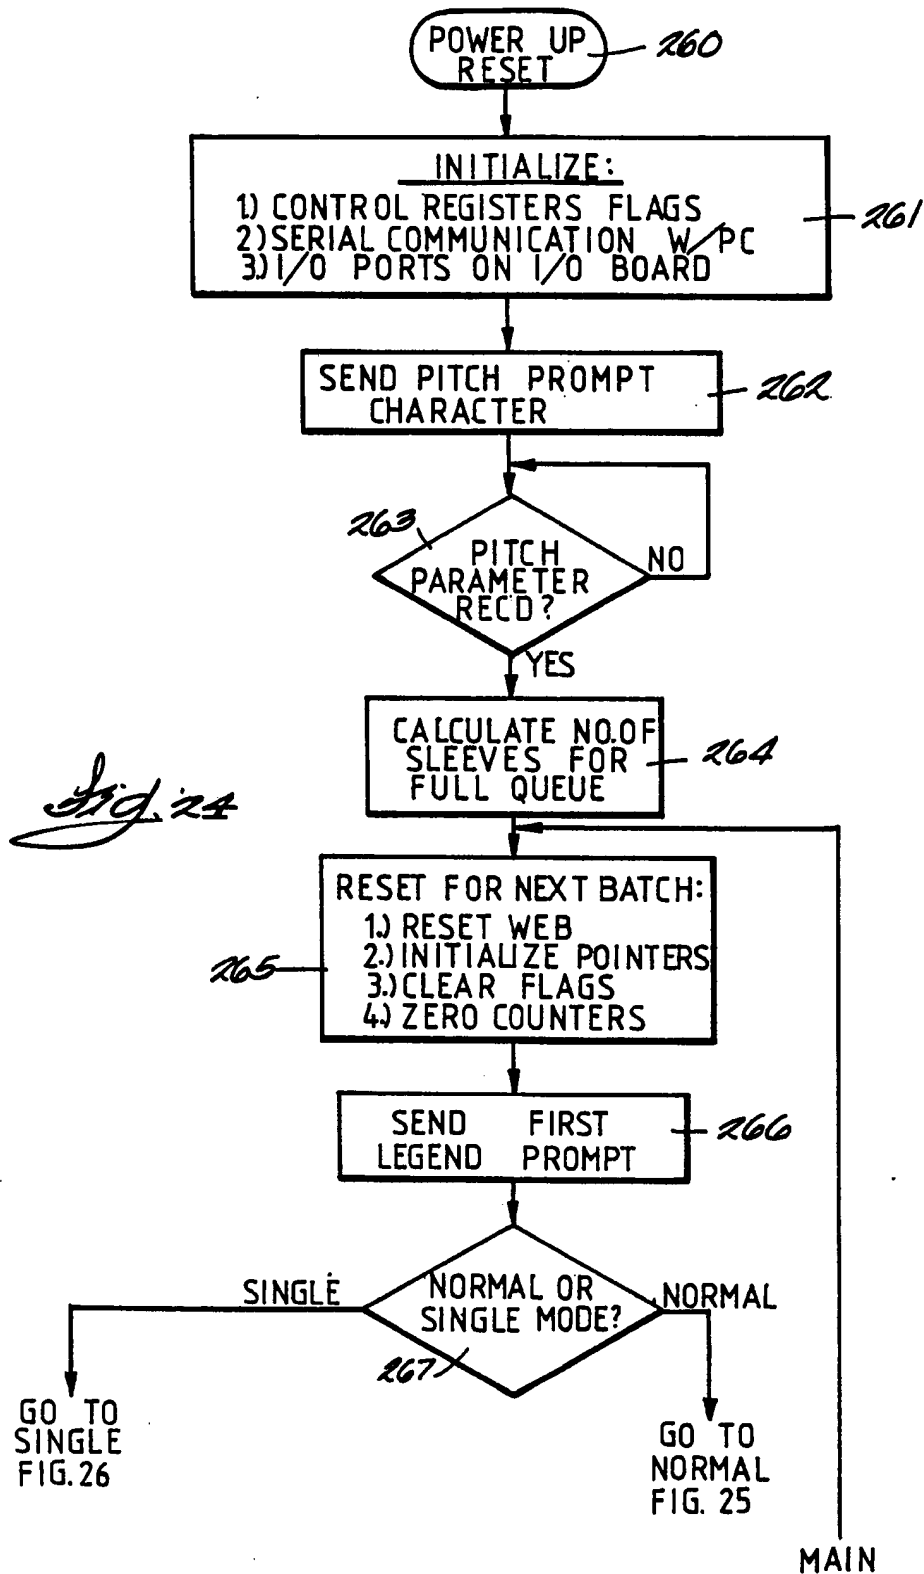 POWER UP
RESET
260
INITIALIZE:
1.) CONTROL REGISTERS FLAGS
2.) SERIAL COMMUNICATION W/PC
3.) I/O PORTS ON I/O BOARD
261
SEND PITCH PROMPT
CHARACTER
262
263
PITCH
PARAMETER
REC'D?
NO
YES
CALCULATE NO. OF
SLEEVES FOR
FULL QUEUE
264
Fig. 24
RESET FOR NEXT BATCH:
1.) RESET WEB
2.) INITIALIZE POINTERS
3.) CLEAR FLAGS
4.) ZERO COUNTERS
265
SEND FIRST
LEGEND PROMPT
266
SINGLE
NORMAL OR
SINGLE MODE?
NORMAL
267
GO TO
SINGLE
FIG. 26
GO TO
NORMAL
FIG. 25
MAIN